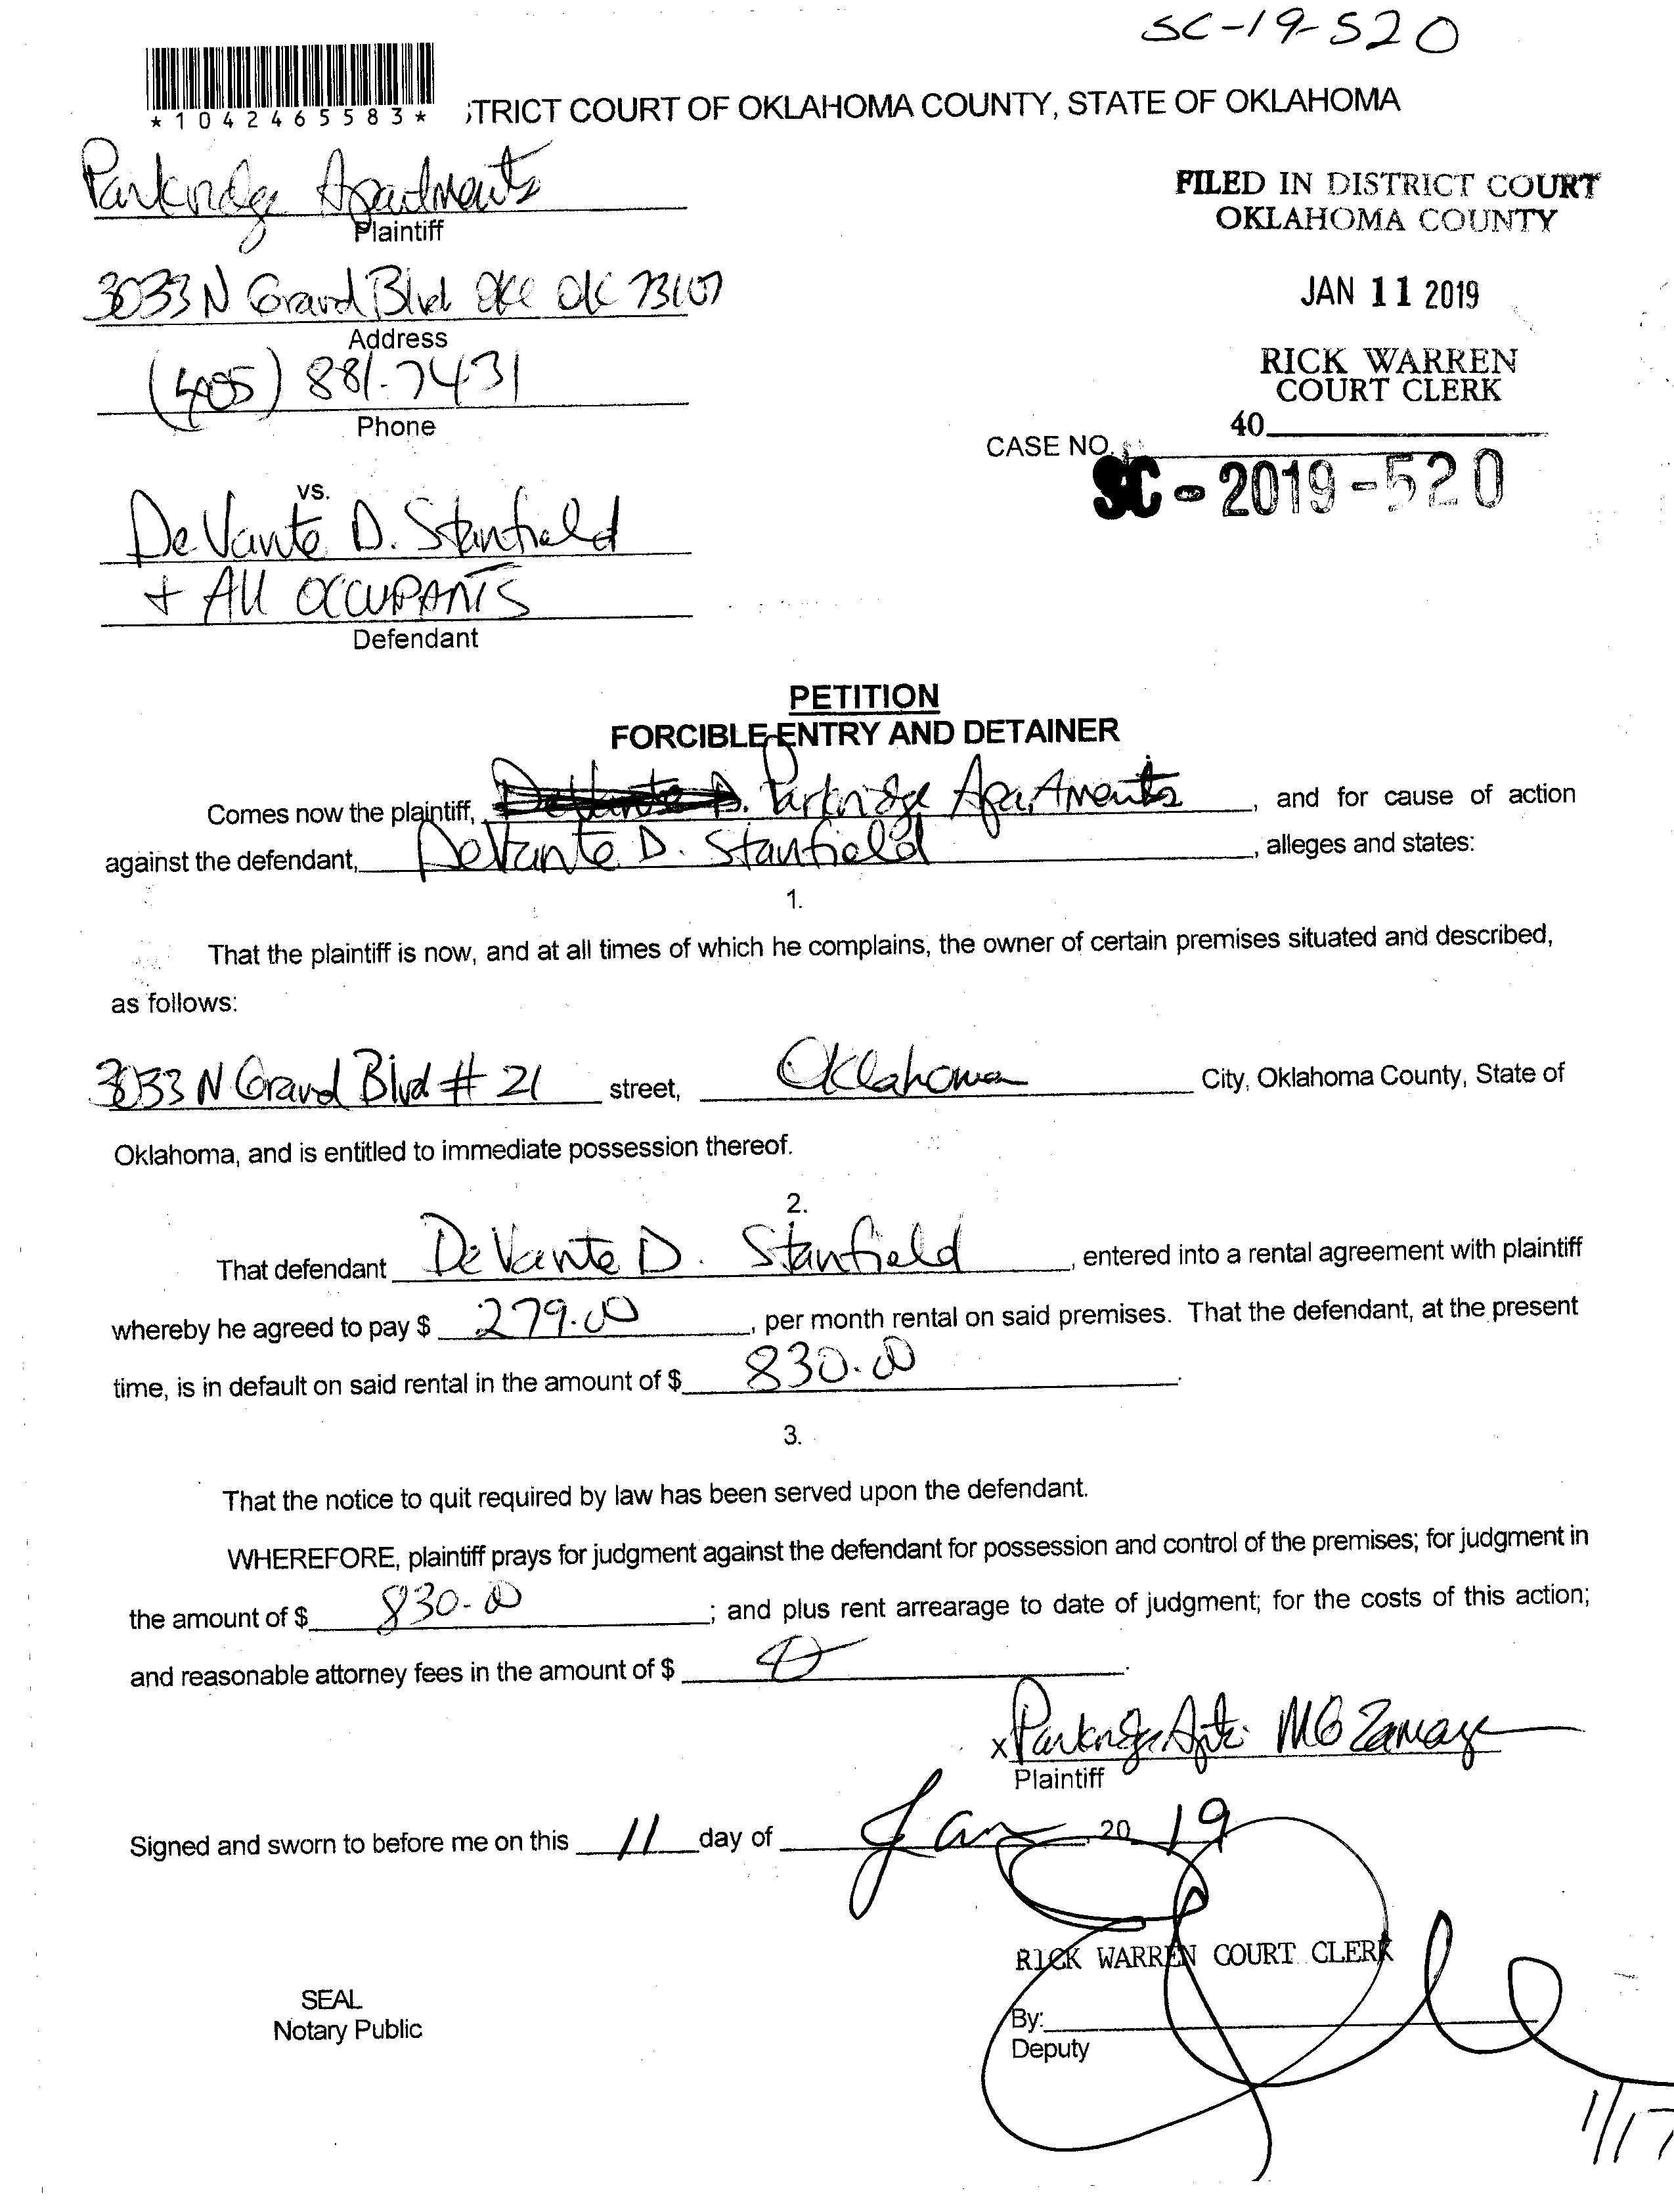 SC-19-520
*1042465583*
;TRICT COURT OF OKLAHOMA COUNTY, STATE OF OKLAHOMA
Parkridge Apartments
Plaintiff
FILED IN DISTRICT COURT
OKLAHOMA COUNTY
3033 N Grand Blvd OKC OK 73107
Address
JAN 11 2019
(405) 881-7431
Phone
RICK WARREN
COURT CLERK
40
CASE NO.
SC-2019-520
vs.
DeVante D. Stanfield
+ All OCCUPANTS
Defendant
PETITION
FORCIBLE ENTRY AND DETAINER
Comes now the plaintiff, DeVante D. Parkridge Apartments, and for cause of action
against the defendant, DeVante D. Stanfield, alleges and states:
1.
That the plaintiff is now, and at all times of which he complains, the owner of certain premises situated and described,
as follows:
3033 N Grand Blvd # 21 street, Oklahoma City, Oklahoma County, State of
Oklahoma, and is entitled to immediate possession thereof.
2.
That defendant DeVante D. Stanfield, entered into a rental agreement with plaintiff
whereby he agreed to pay $ 279.00, per month rental on said premises. That the defendant, at the present
time, is in default on said rental in the amount of $ 830.00.
3.
That the notice to quit required by law has been served upon the defendant.
WHEREFORE, plaintiff prays for judgment against the defendant for possession and control of the premises; for judgment in
the amount of $ 830-00; and plus rent arrearage to date of judgment; for the costs of this action;
and reasonable attorney fees in the amount of $ 0.
x Parkridge Apts
Plaintiff
Signed and sworn to before me on this 11 day of Jan, 20 19
RICK WARREN COURT CLERK
SEAL
Notary Public
By:
Deputy
1/17